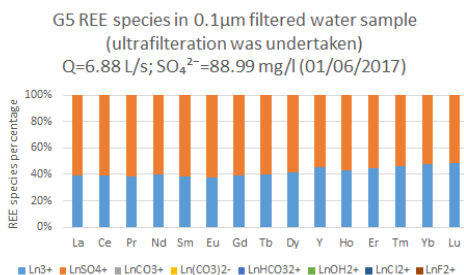 G5 REE species in 0.1µm filtered water sample
(ultrafilteration was undertaken)
Q=6.88 L/s; SO₄²⁻=88.99 mg/l (01/06/2017)
REE species percentage
100%
80%
60%
40%
20%
0%
La Ce Pr Nd Sm Eu Gd Tb Dy Y Ho Er Tm Yb Lu
Ln3+ LnSO4+ LnCO3+ Ln(CO3)2- LnHCO32+ LnOH2+ LnCl2+ LnF2+